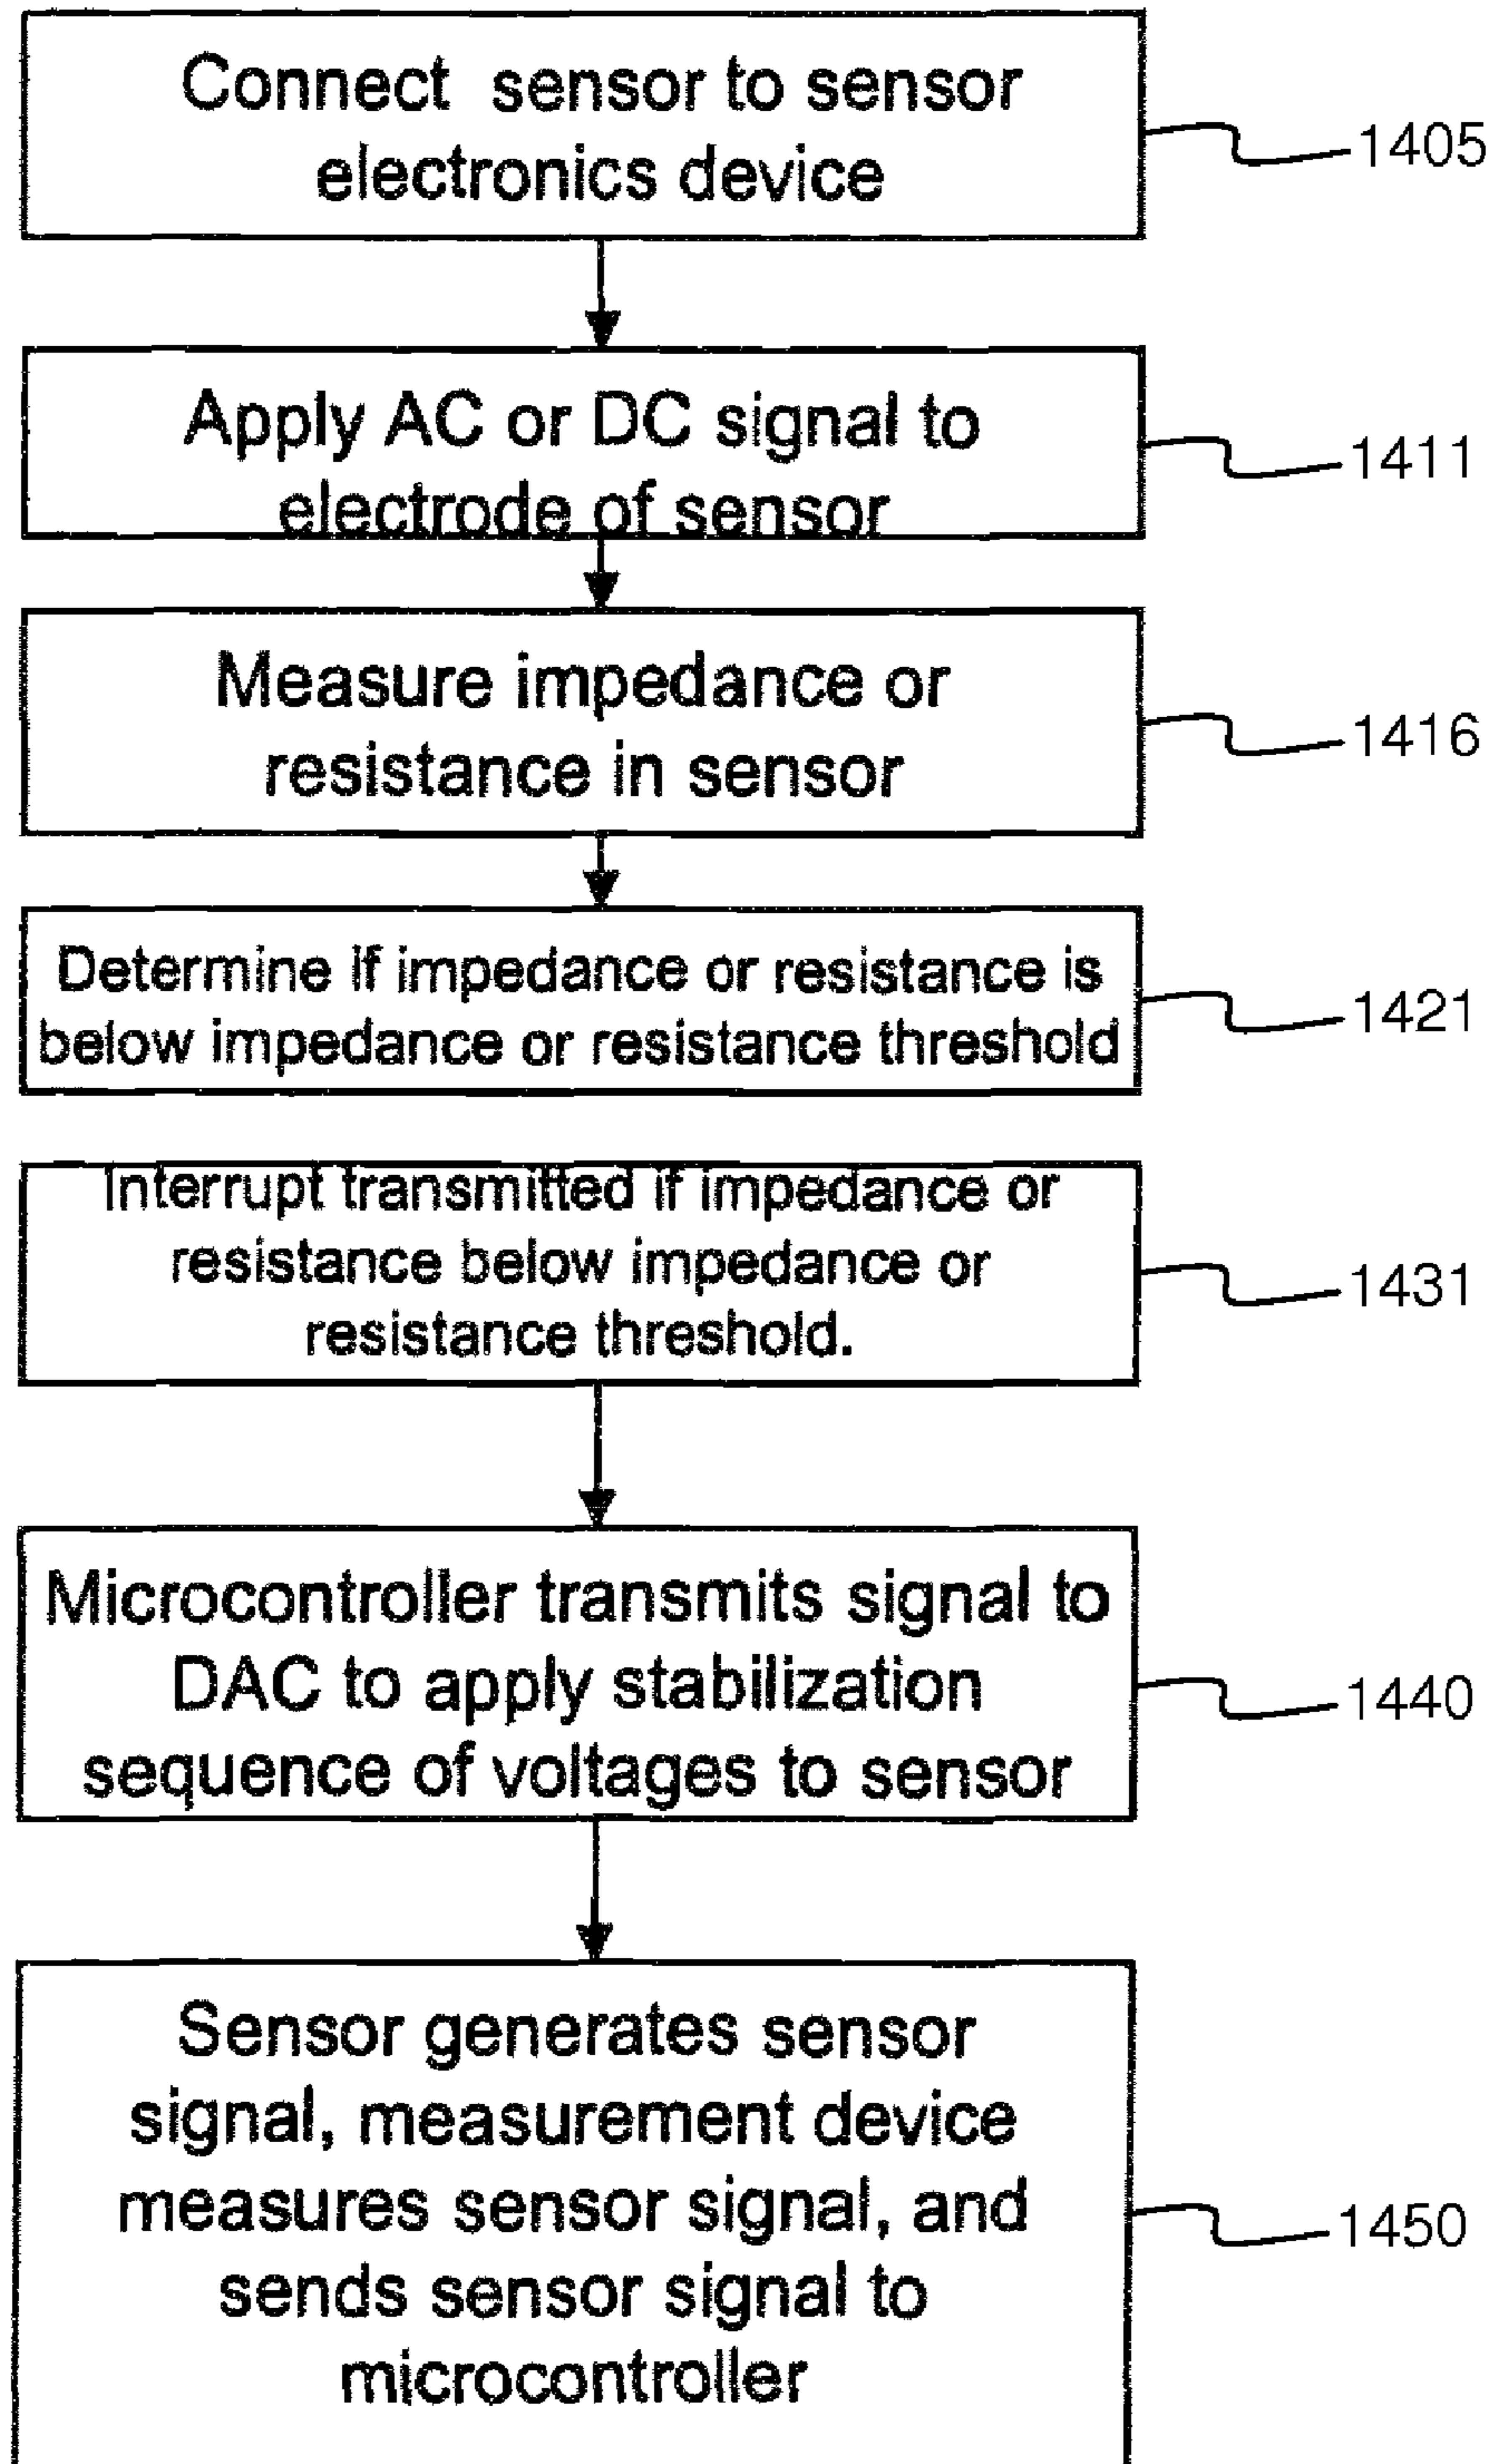 Connect sensor to sensor
electronics device
1405
Apply AC or DC signal to
electrode of sensor
1411
Measure impedance or
resistance in sensor
1416
Determine if impedance or resistance is
below impedance or resistance threshold
1421
Interrupt transmitted if impedance or
resistance below impedance or
resistance threshold.
1431
Microcontroller transmits signal to
DAC to apply stabilization
sequence of voltages to sensor
1440
Sensor generates sensor
signal, measurement device
measures sensor signal, and
sends sensor signal to
microcontroller
1450